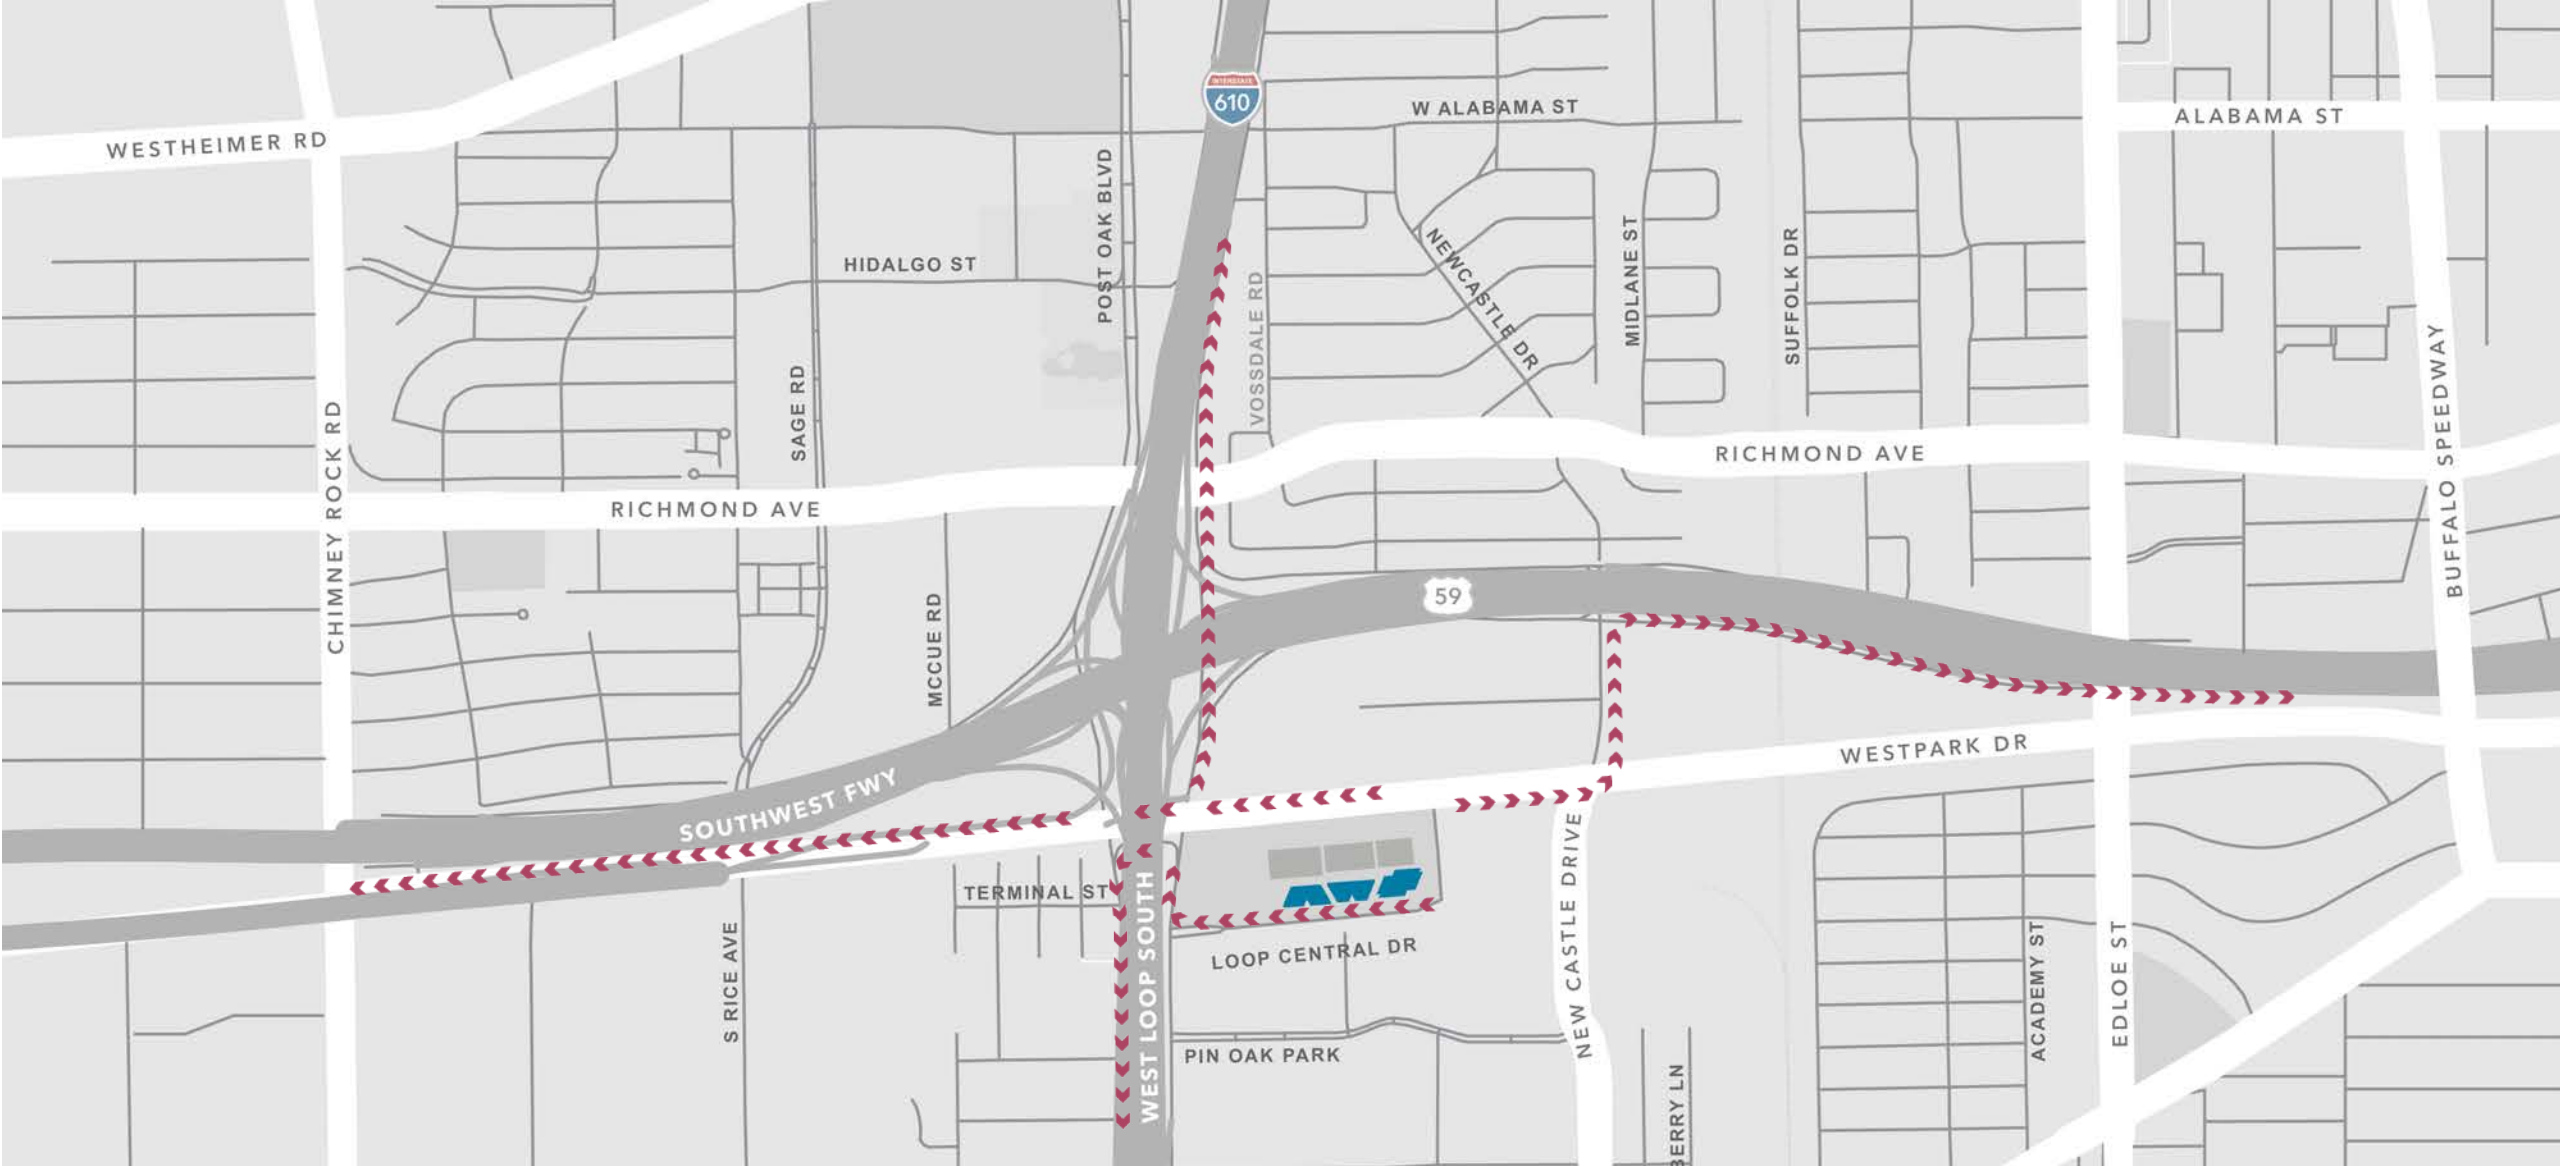 INTERSTATE
610
W ALABAMA ST
ALABAMA ST
WESTHEIMER RD
POST OAK BLVD
HIDALGO ST
NEWCASTLE DR
MIDLANE ST
SUFFOLK DR
VOSSDALE RD
SAGE RD
CHIMNEY ROCK RD
BUFFALO SPEEDWAY
RICHMOND AVE
RICHMOND AVE
59
MCCUE RD
WESTPARK DR
SOUTHWEST FWY
TERMINAL ST
WEST LOOP SOUTH
LOOP CENTRAL DR
NEW CASTLE DRIVE
S RICE AVE
ACADEMY ST
EDLOE ST
PIN OAK PARK
BERRY LN